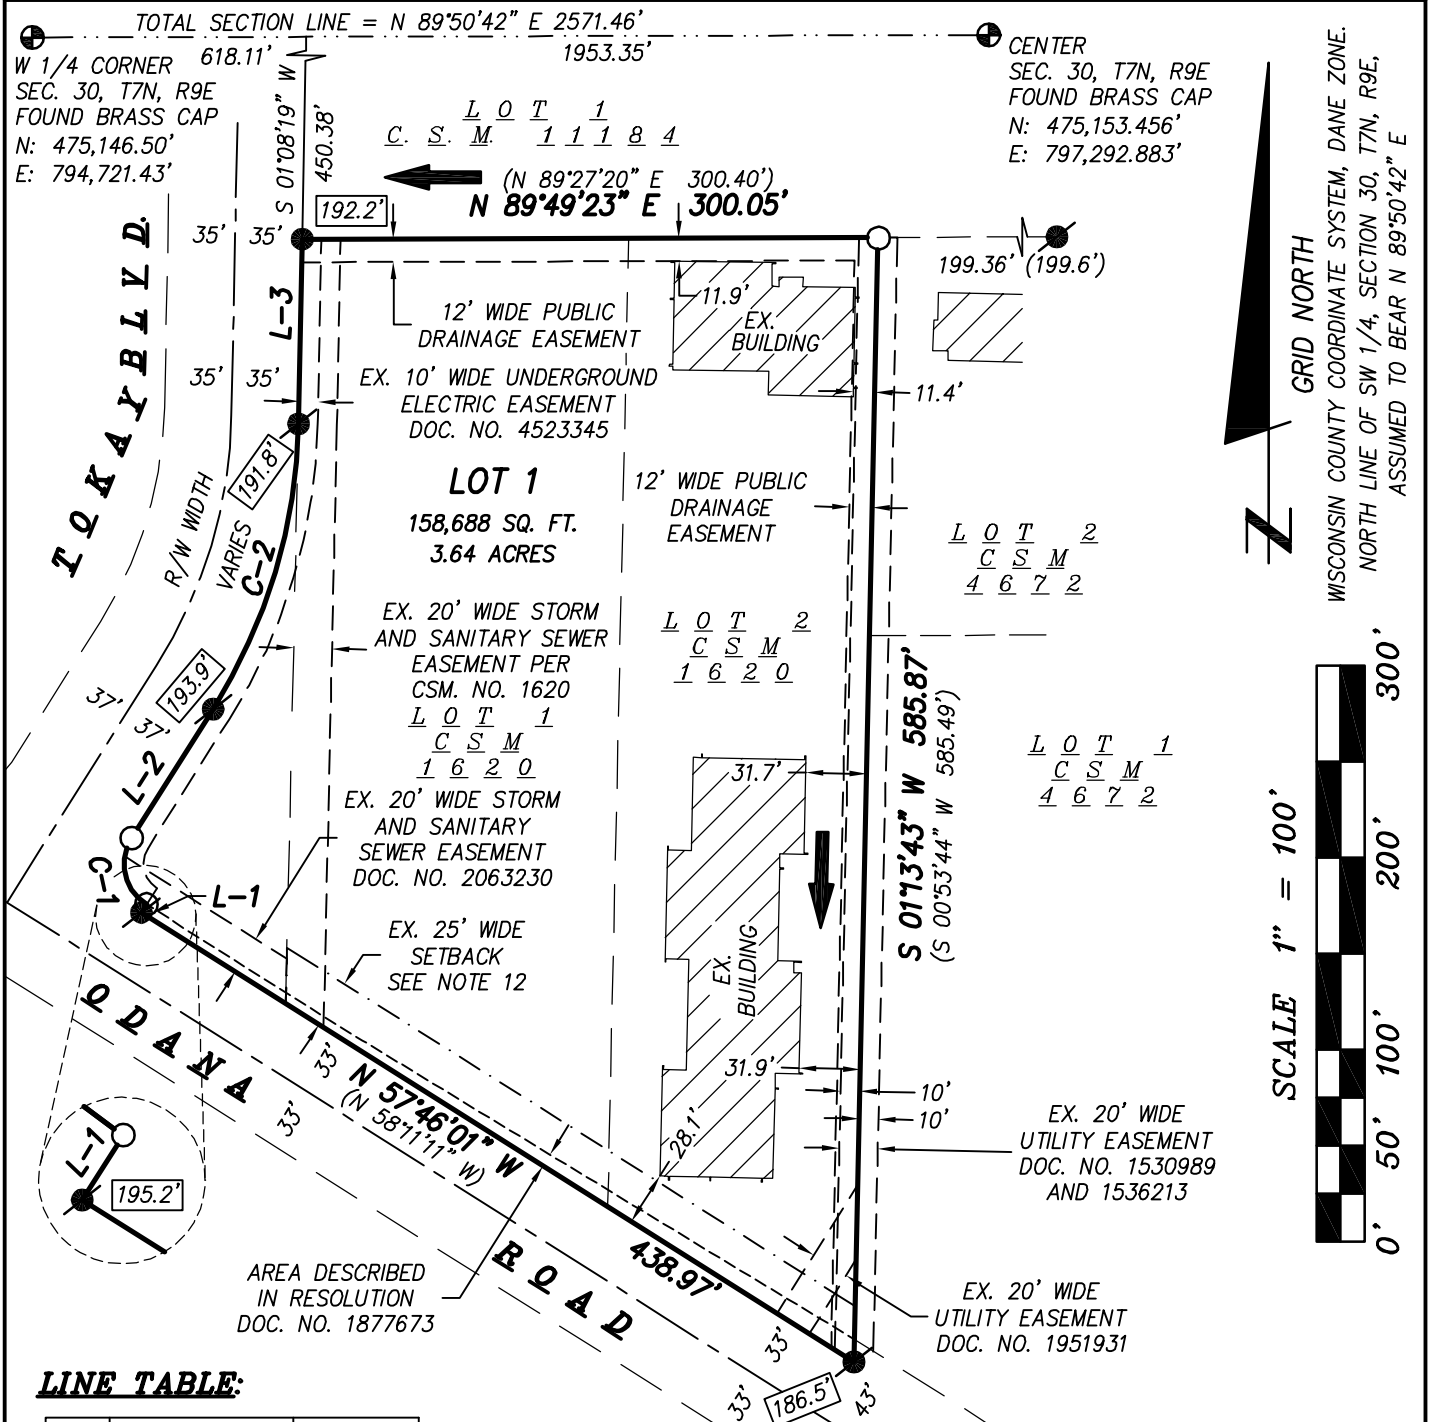 TOTAL SECTION LINE = N 89°50'42" E 2571.46'
618.11'
1953.35'
W 1/4 CORNER
SEC. 30, T7N, R9E
FOUND BRASS CAP
N: 475,146.50'
E: 794,721.43'
CENTER
SEC. 30, T7N, R9E
FOUND BRASS CAP
N: 475,153.456'
E: 797,292.883'
S 01°08'19" W
450.38'
LOT 1
C. S. M. 11184
(N 89°27'20" E 300.40')
N 89°49'23" E 300.05'
192.2'
35' 35'
199.36' (199.6')
GRID NORTH
WISCONSIN COUNTY COORDINATE SYSTEM, DANE ZONE.
NORTH LINE OF SW 1/4, SECTION 30, T7N, R9E,
ASSUMED TO BEAR N 89°50'42" E
N
TOKAY BLVD.
L-3
12' WIDE PUBLIC
DRAINAGE EASEMENT
11.9'
EX.
BUILDING
35' 35'
EX. 10' WIDE UNDERGROUND
ELECTRIC EASEMENT
DOC. NO. 4523345
11.4'
191.8'
LOT 1
158,688 SQ. FT.
3.64 ACRES
12' WIDE PUBLIC
DRAINAGE
EASEMENT
R/W WIDTH
VARIES
C-2
LOT 2
CSM
4672
EX. 20' WIDE STORM
AND SANITARY SEWER
EASEMENT PER
CSM. NO. 1620
LOT 2
CSM
1620
193.9'
37'
37'
LOT 1
CSM
1620
S 01°13'43" W 585.87'
(S 00°53'44" W 585.49')
LOT 1
CSM
4672
L-2
31.7'
EX. 20' WIDE STORM
AND SANITARY
SEWER EASEMENT
DOC. NO. 2063230
C-1
L-1
EX. 25' WIDE
SETBACK
SEE NOTE 12
EX.
BUILDING
SCALE 1" = 100'
0' 50' 100' 200' 300'
ODANA
33'
33'
N 57°46'01" W
(N 58°11'11" W)
31.9'
28.1'
10'
10'
EX. 20' WIDE
UTILITY EASEMENT
DOC. NO. 1530989
AND 1536213
L-1
195.2'
AREA DESCRIBED
IN RESOLUTION
DOC. NO. 1877673
ROAD
438.97'
EX. 20' WIDE
UTILITY EASEMENT
DOC. NO. 1951931
33'
33'
186.5'
43'
LINE TABLE: